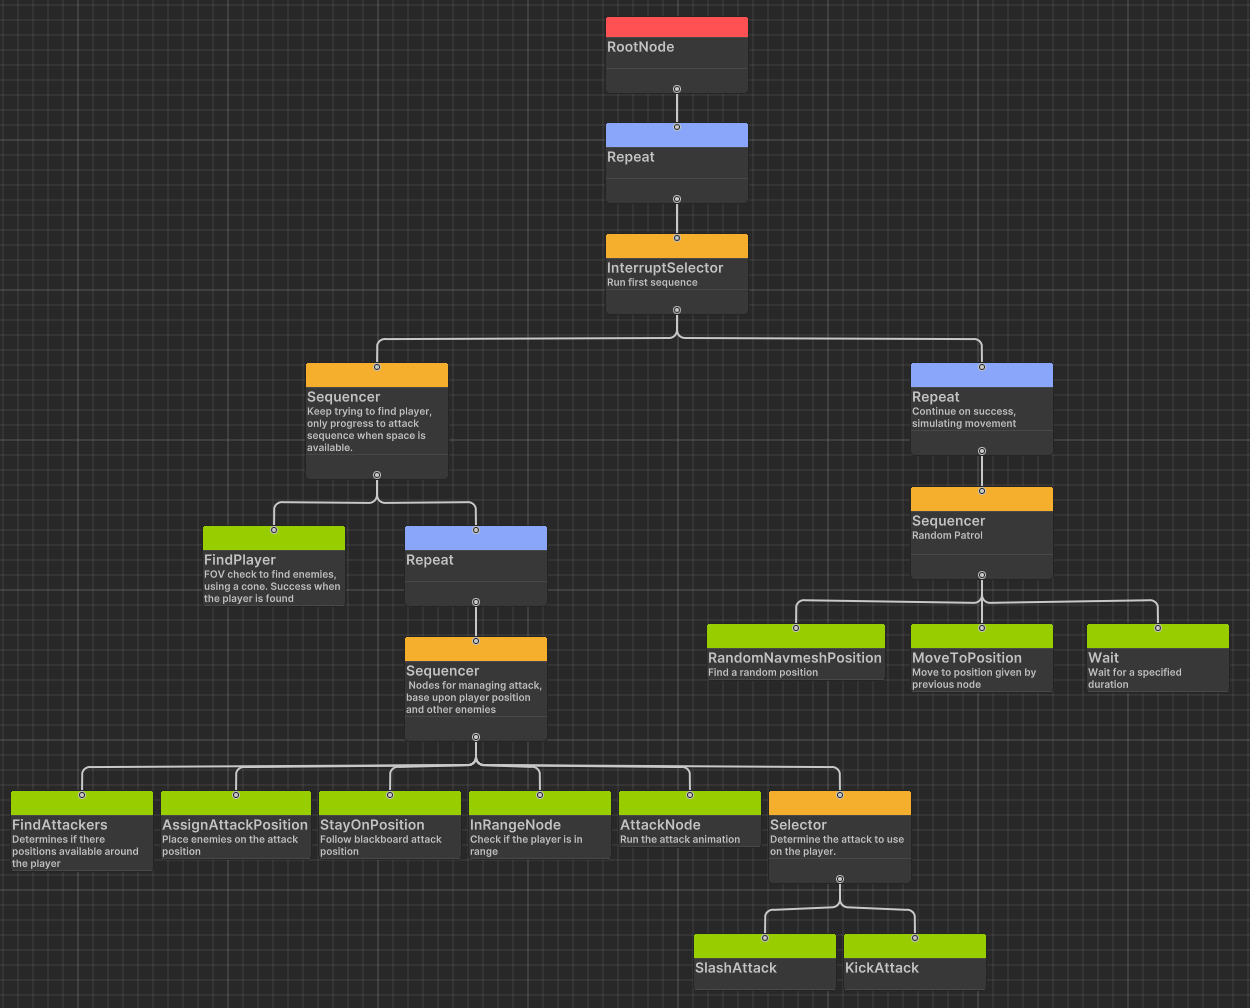 RootNode
Repeat
InterruptSelector
Run first sequence
Sequencer
Keep trying to find player,
only progress to attack
sequence when space is
available.
Repeat
Continue on success,
simulating movement
Sequencer
Random Patrol
FindPlayer
FOV check to find enemies,
using a cone. Success when
the player is found
Repeat
Sequencer
Nodes for managing attack,
base upon player position
and other enemies
RandomNavmeshPosition
Find a random position
MoveToPosition
Move to position given by
previous node
Wait
Wait for a specified
duration
FindAttackers
Determines if there
positions available around
the player
AssignAttackPosition
Place enemies on the attack
position
StayOnPosition
Follow blackboard attack
position
InRangeNode
Check if the player is in
range
AttackNode
Run the attack animation
Selector
Determine the attack to use
on the player.
SlashAttack
KickAttack